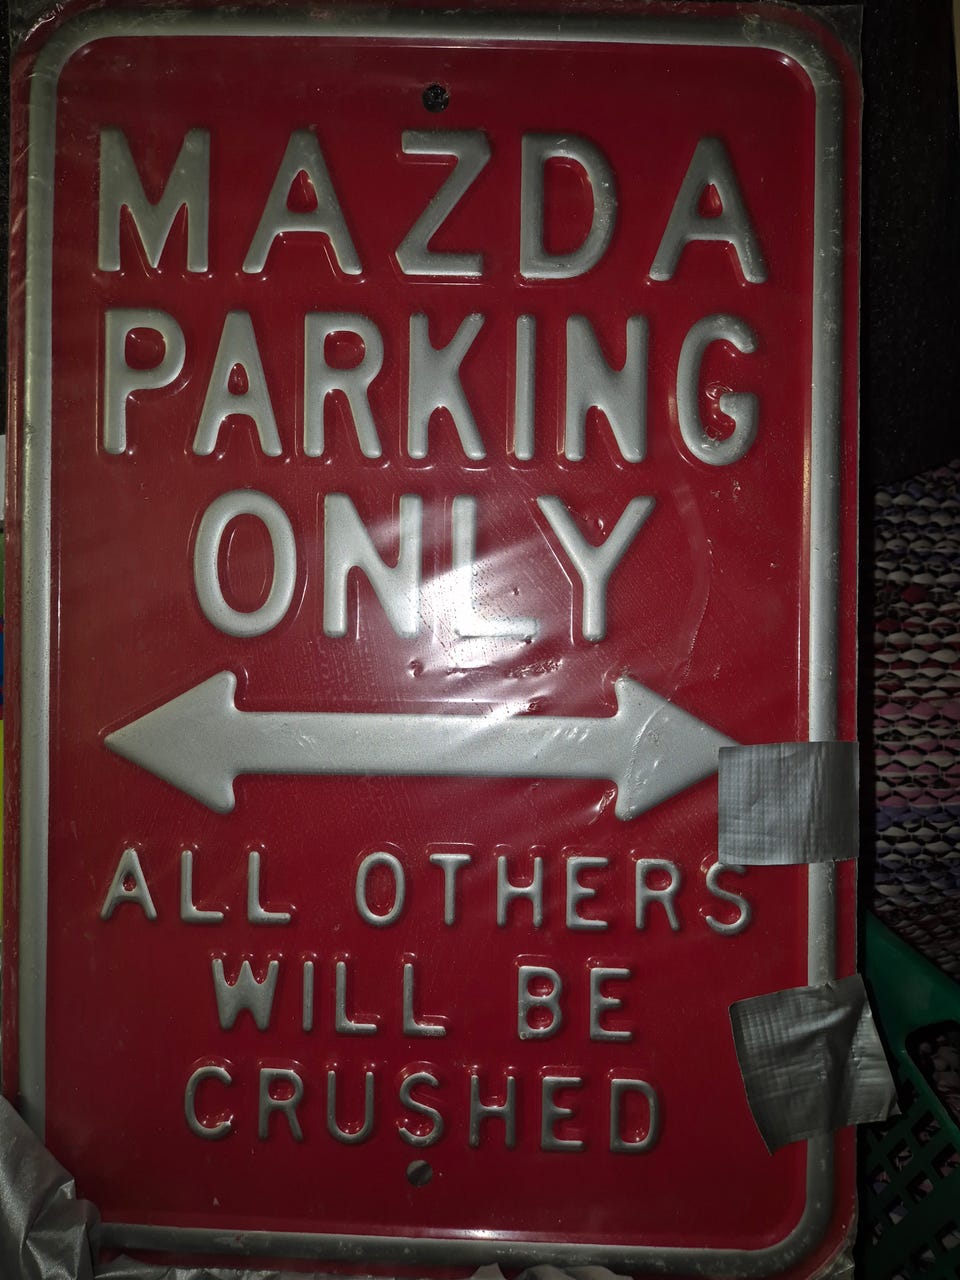 MAZDA
PARKING
ONLY
ALL OTHERS
WILL BE
CRUSHED